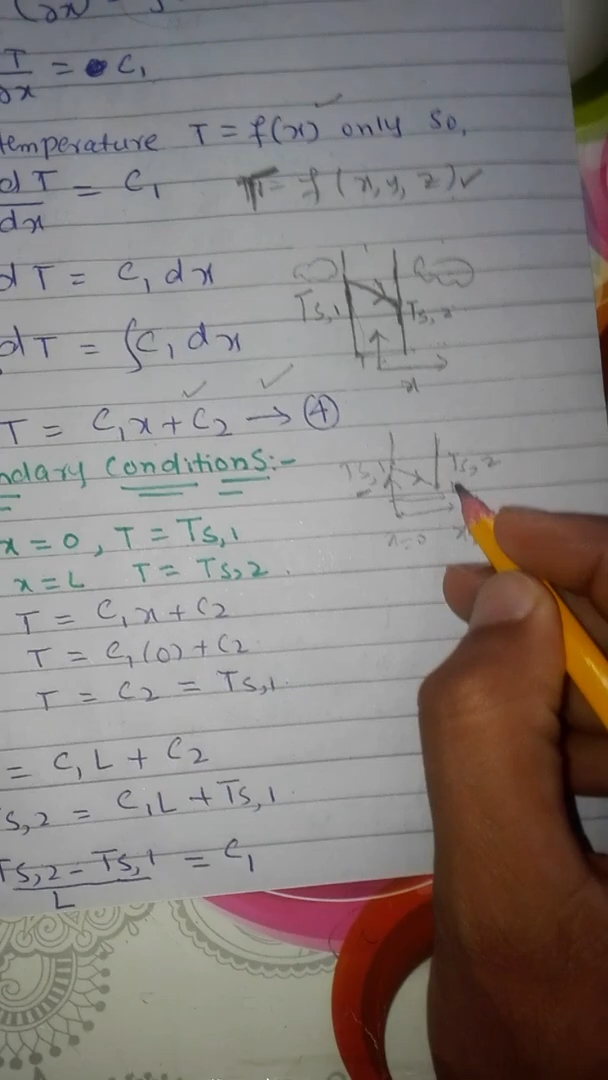 T/∂x = C₁
temperature T = f(x) only so,
dT/dx = C₁ T = f(x, y, z) ✓
dT = C₁ dx
Ts,1 Ts,2
dT = ∫C₁ dx
x
T = C₁x + C₂ → ④
ndary Conditions:-
Ts,1 Ts,2
x = 0, T = Ts,1
x=0 x
x = L T = Ts,2.
T = C₁x + C₂
T = C₁(0) + C₂
T = C₂ = Ts,1.
= C₁L + C₂
s,2 = C₁L + Ts,1
Ts,2 - Ts,1/L = C₁